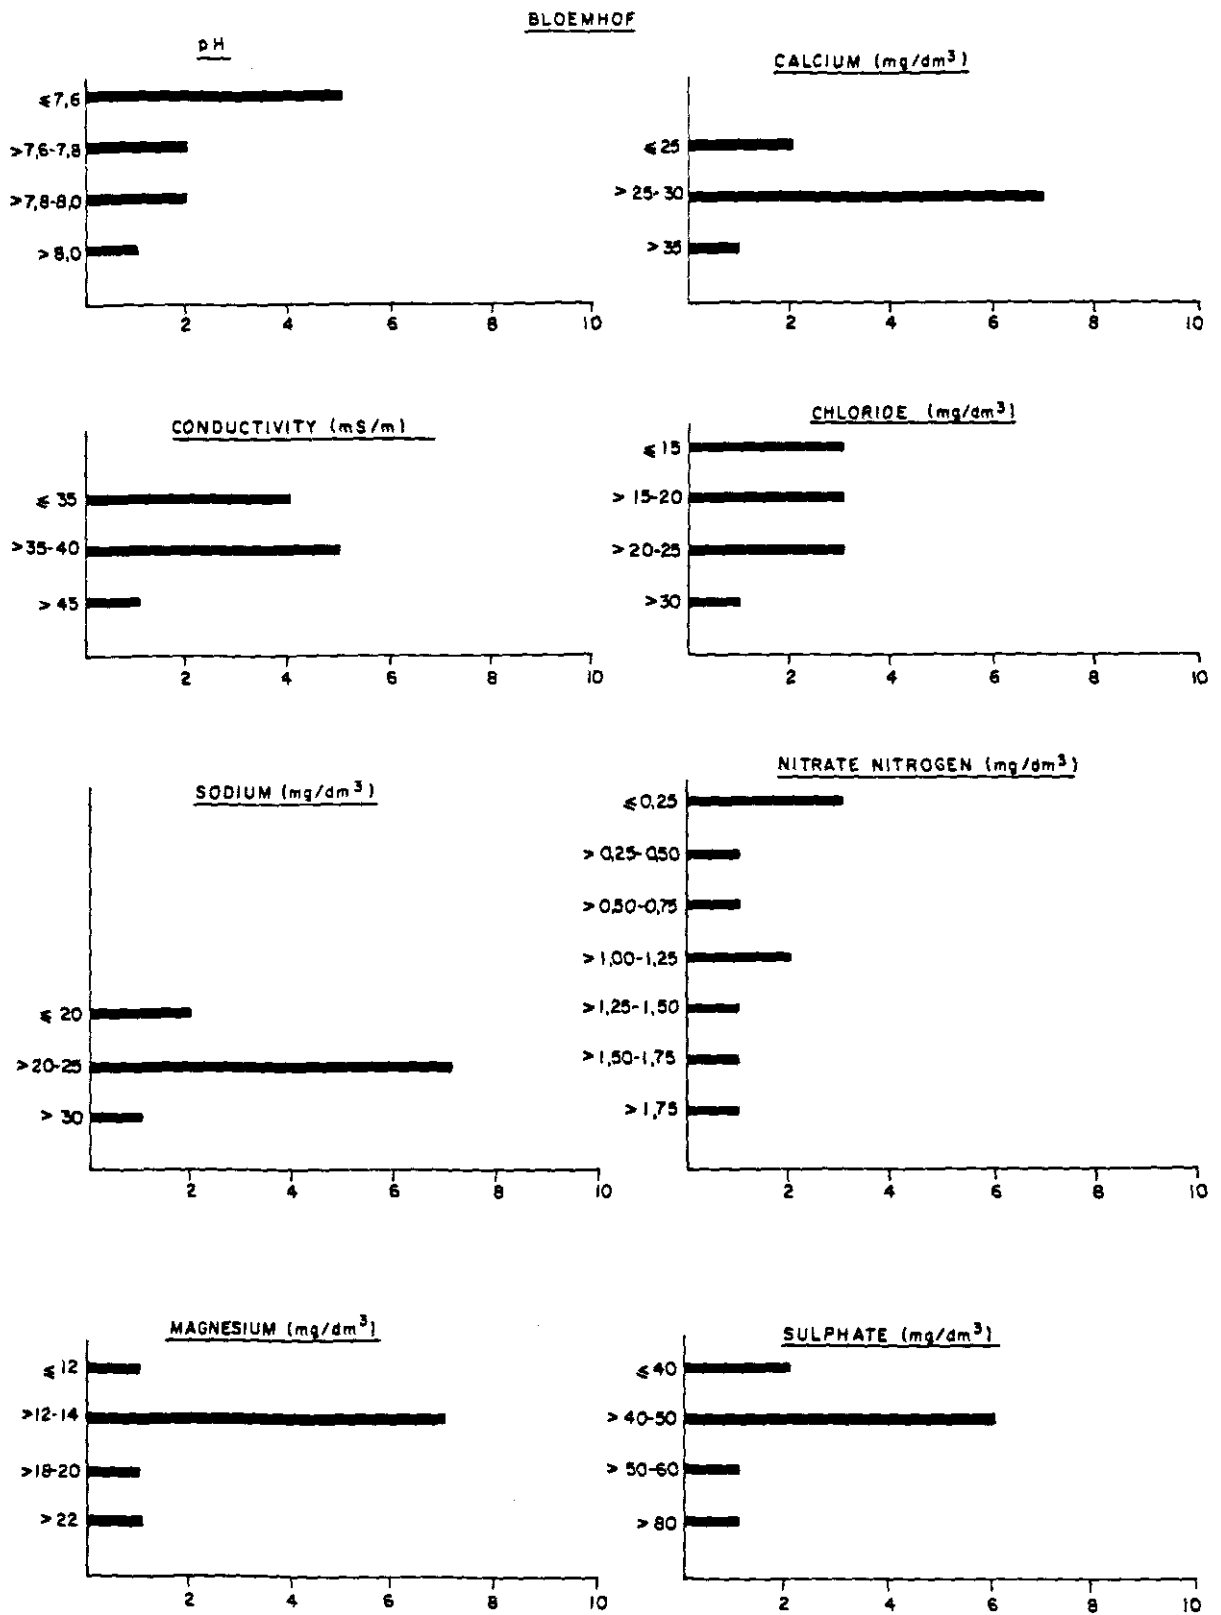 BLOEMHOF
pH
≤7,6
>7,6-7,8
>7,8-8,0
>8,0
2 4 6 8 10
CALCIUM (mg/dm³)
≤25
>25-30
>35
2 4 6 8 10
CONDUCTIVITY (mS/m)
≤ 35
>35-40
>45
2 4 6 8 10
CHLORIDE (mg/dm³)
≤15
>15-20
>20-25
>30
2 4 6 8 10
SODIUM (mg/dm³)
≤ 20
>20-25
> 30
2 4 6 8 10
NITRATE NITROGEN (mg/dm³)
≤0,25
>0,25-0,50
>0,50-0,75
>1,00-1,25
>1,25-1,50
>1,50-1,75
>1,75
2 4 6 8 10
MAGNESIUM (mg/dm³)
≤12
>12-14
>18-20
>22
2 4 6 8 10
SULPHATE (mg/dm³)
≤40
>40-50
>50-60
>80
2 4 6 8 10